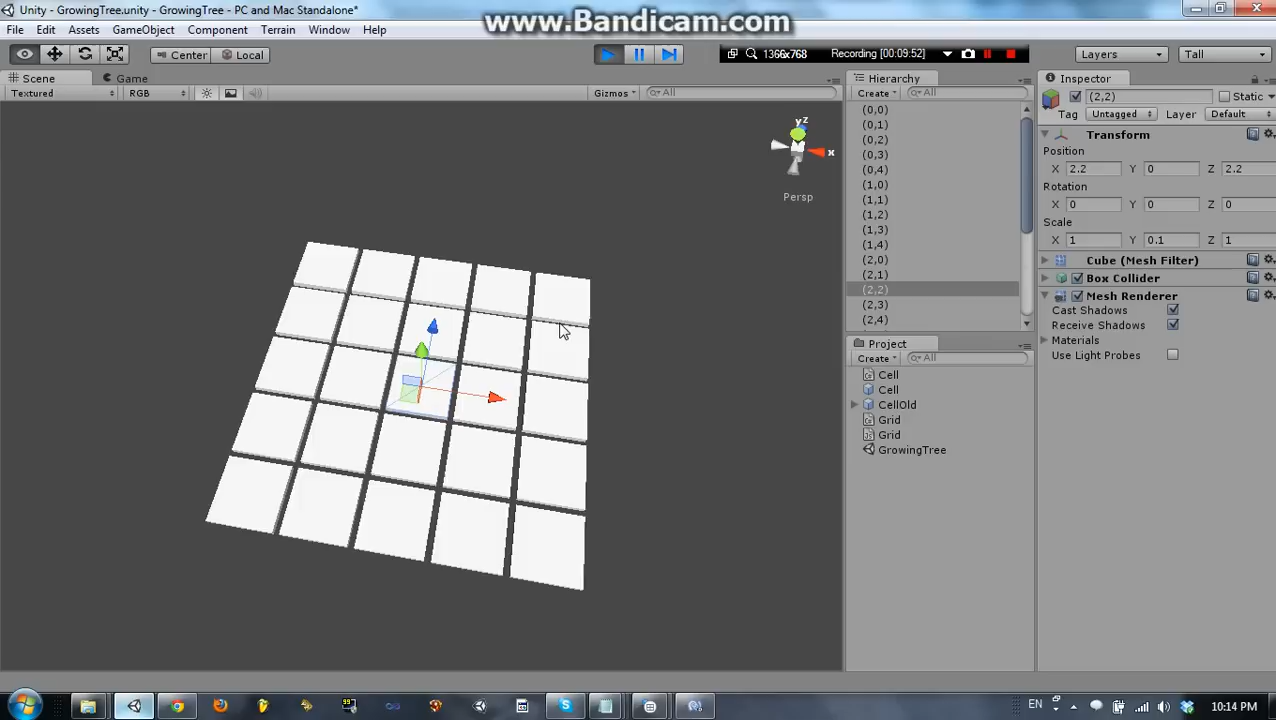 Unity - GrowingTree.unity - GrowingTree - PC and Mac Standalone*
www.Bandicam.com
File Edit Assets GameObject Component Terrain Window Help
Center Local
1366x768 Recording [00:09:52]
Layers Tall
Scene Game
Textured RGB Gizmos All
Hierarchy
Create All
(0,0)
(0,1)
(0,2)
(0,3)
(0,4)
(1,0)
(1,1)
(1,2)
(1,3)
(1,4)
(2,0)
(2,1)
(2,2)
(2,3)
(2,4)
Project
Create All
Cell
Cell
CellOld
Grid
Grid
GrowingTree
Inspector
(2,2) Static
Tag Untagged Layer Default
Transform
Position
X 2.2 Y 0 Z 2.2
Rotation
X 0 Y 0 Z 0
Scale
X 1 Y 0.1 Z 1
Cube (Mesh Filter)
Box Collider
Mesh Renderer
Cast Shadows
Receive Shadows
Materials
Use Light Probes
y z
x
Persp
EN 10:14 PM